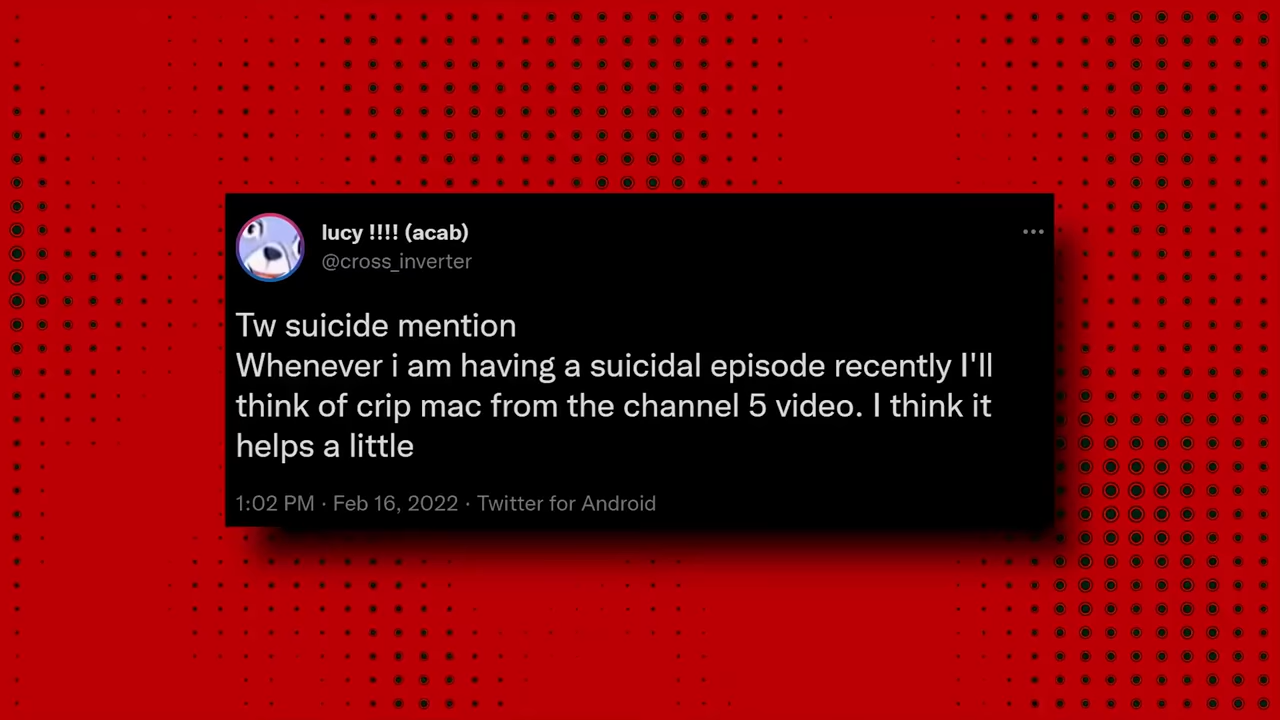 lucy !!!! (acab)
@cross_inverter
Tw suicide mention
Whenever i am having a suicidal episode recently I'll
think of crip mac from the channel 5 video. I think it
helps a little
1:02 PM · Feb 16, 2022 · Twitter for Android